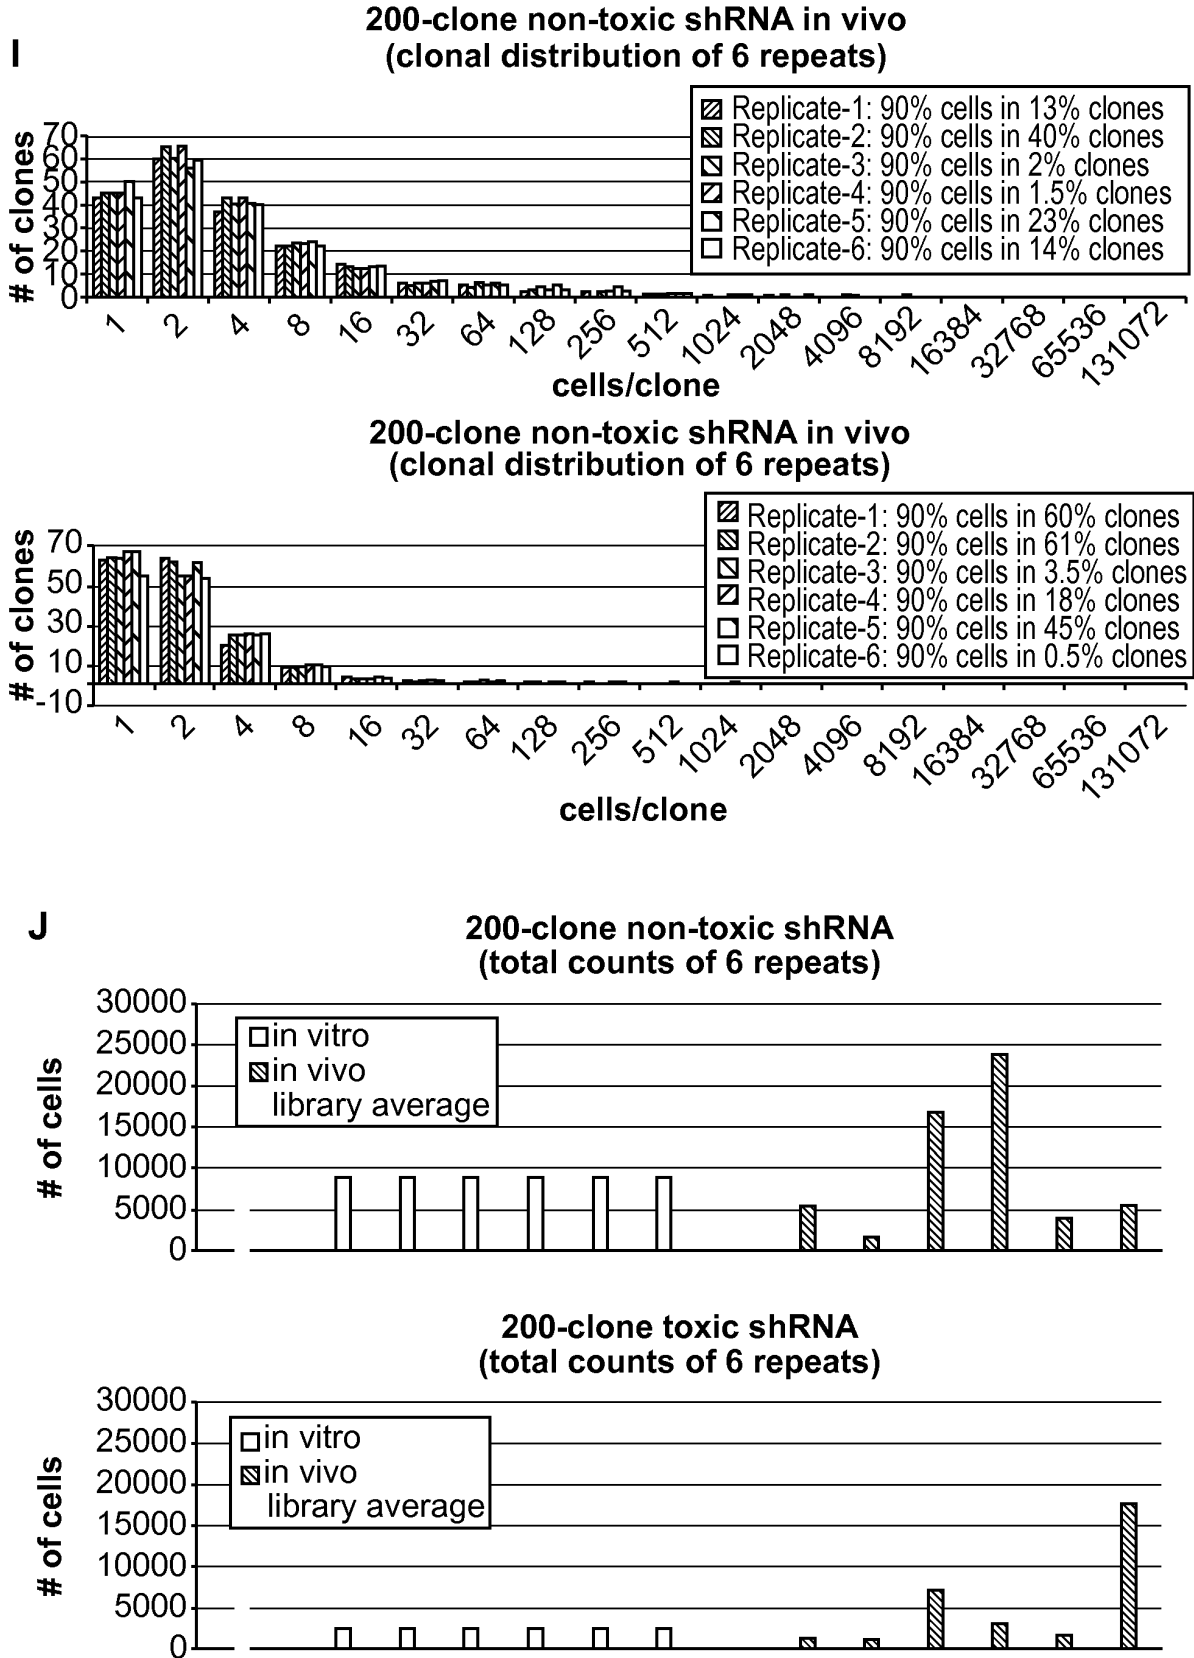 I
200-clone non-toxic shRNA in vivo
(clonal distribution of 6 repeats)
Replicate-1: 90% cells in 13% clones
Replicate-2: 90% cells in 40% clones
Replicate-3: 90% cells in 2% clones
Replicate-4: 90% cells in 1.5% clones
Replicate-5: 90% cells in 23% clones
Replicate-6: 90% cells in 14% clones
# of clones
70
60
50
40
30
20
10
0
1 2 4 8 16 32 64 128 256 512 1024 2048 4096 8192 16384 32768 65536 131072
cells/clone
200-clone non-toxic shRNA in vivo
(clonal distribution of 6 repeats)
Replicate-1: 90% cells in 60% clones
Replicate-2: 90% cells in 61% clones
Replicate-3: 90% cells in 3.5% clones
Replicate-4: 90% cells in 18% clones
Replicate-5: 90% cells in 45% clones
Replicate-6: 90% cells in 0.5% clones
# of clones
70
50
30
10
-10
1 2 4 8 16 32 64 128 256 512 1024 2048 4096 8192 16384 32768 65536 131072
cells/clone
J
200-clone non-toxic shRNA
(total counts of 6 repeats)
# of cells
30000
25000
20000
15000
10000
5000
0
in vitro
in vivo
library average
200-clone toxic shRNA
(total counts of 6 repeats)
# of cells
30000
25000
20000
15000
10000
5000
0
in vitro
in vivo
library average